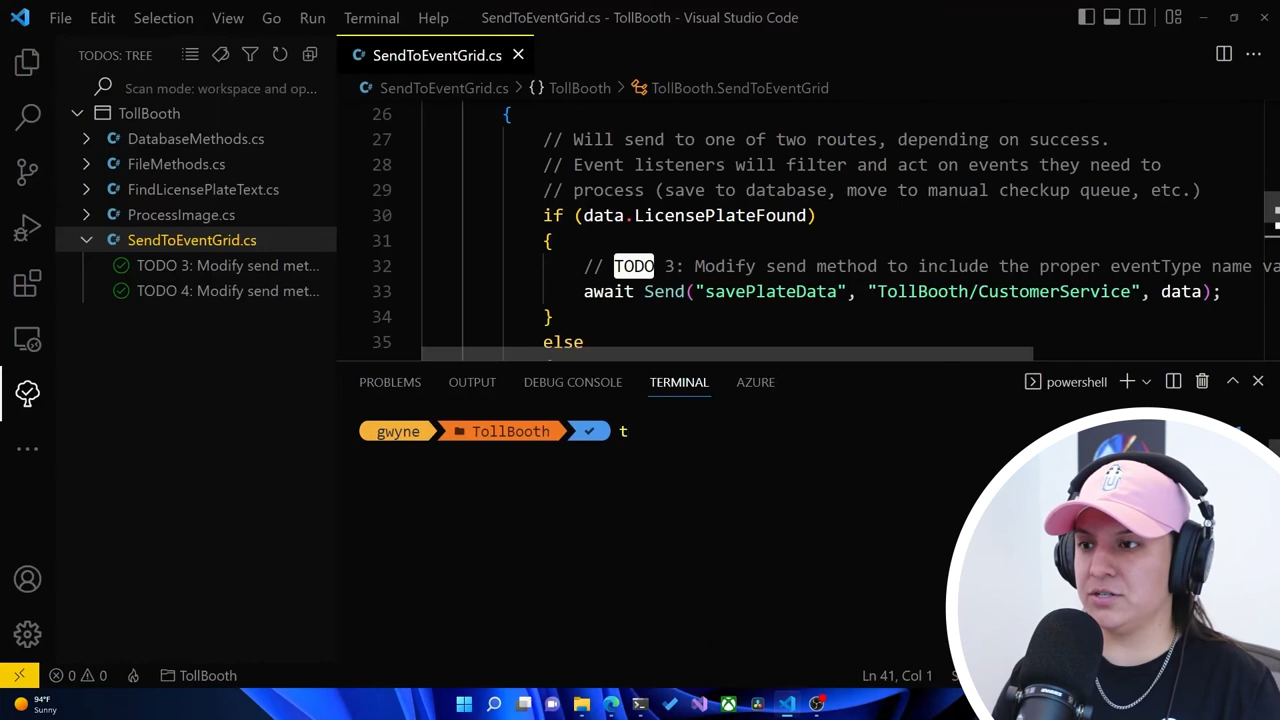 File Edit Selection View Go Run Terminal Help SendToEventGrid.cs - TollBooth - Visual Studio Code
TODOS: TREE
SendToEventGrid.cs
Scan mode: workspace and op...
SendToEventGrid.cs > {} TollBooth > TollBooth.SendToEventGrid
TollBooth
DatabaseMethods.cs
FileMethods.cs
FindLicensePlateText.cs
ProcessImage.cs
SendToEventGrid.cs
TODO 3: Modify send met...
TODO 4: Modify send met...
26 {
27 // Will send to one of two routes, depending on success.
28 // Event listeners will filter and act on events they need to
29 // process (save to database, move to manual checkup queue, etc.)
30 if (data.LicensePlateFound)
31 {
32 // TODO 3: Modify send method to include the proper eventType name va
33 await Send("savePlateData", "TollBooth/CustomerService", data);
34 }
35 else
PROBLEMS OUTPUT DEBUG CONSOLE TERMINAL AZURE powershell
gwyne TollBooth t
0 0 TollBooth Ln 41, Col 1
94°F
Sunny